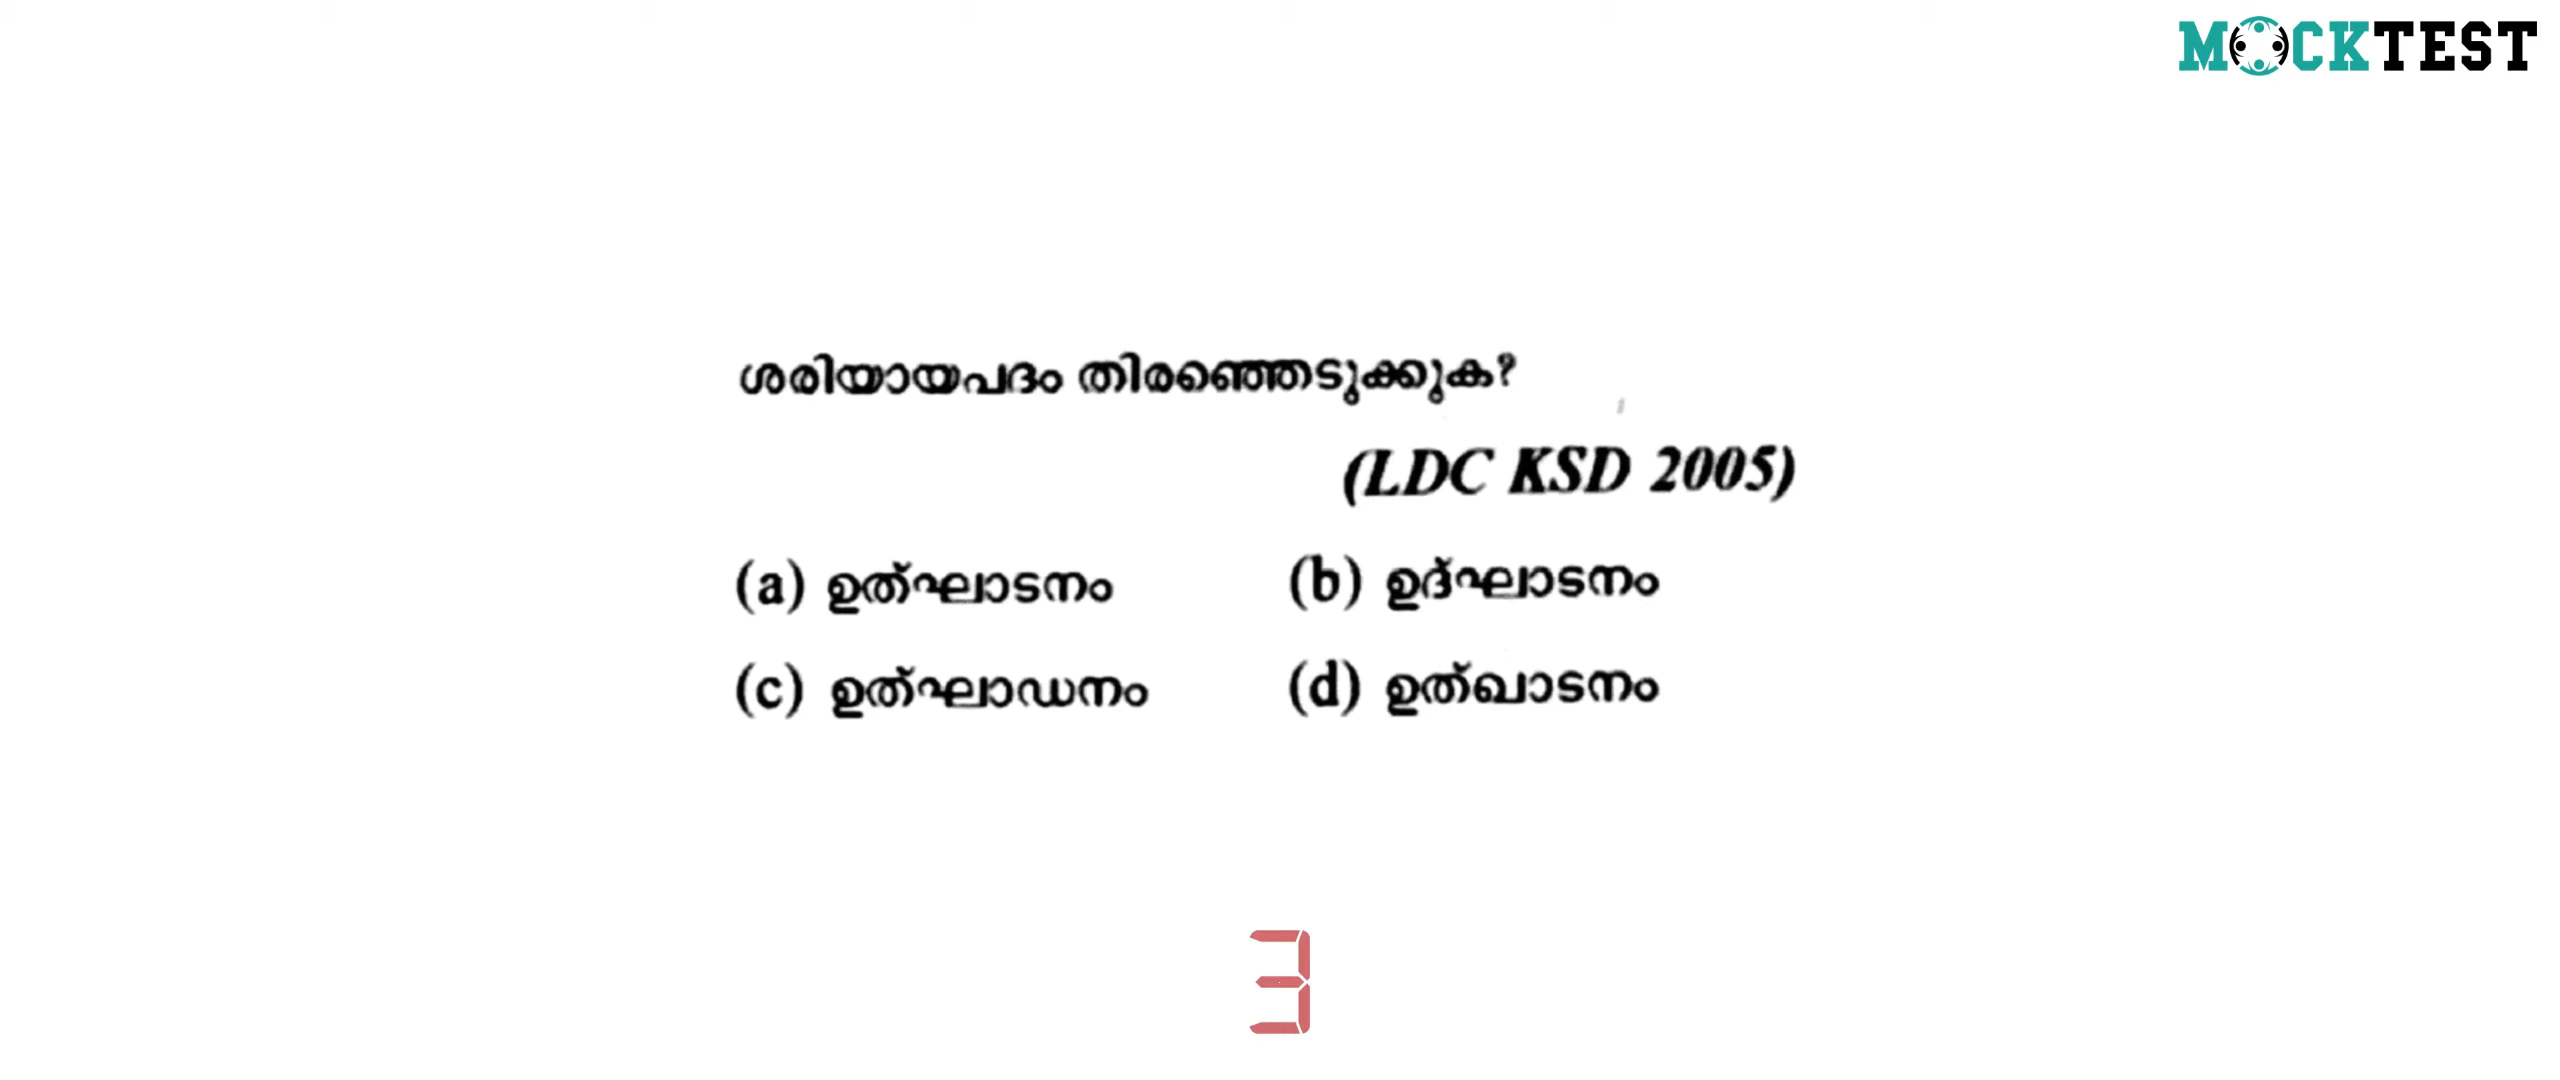 MOCKTEST
ശരിയായപദം തിരഞ്ഞെടുക്കുക?
(LDC KSD 2005)
(a) ഉത്ഘാടനം (b) ഉദ്ഘാടനം
(c) ഉത്ഘാഡനം (d) ഉത്ഖാടനം
3